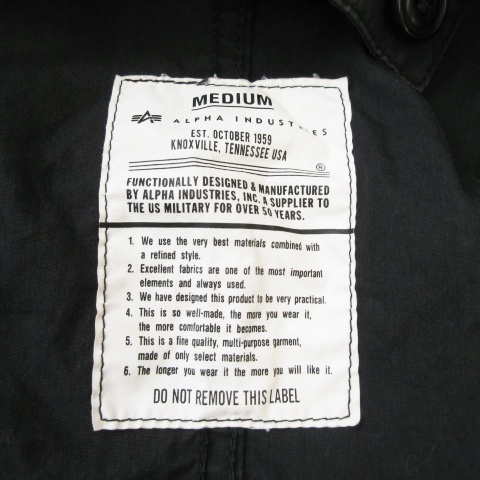 MEDIUM
ALPHA INDUSTRIES
EST. OCTOBER 1959
KNOXVILLE, TENNESSEE USA
®
FUNCTIONALLY DESIGNED & MANUFACTURED
BY ALPHA INDUSTRIES, INC. A SUPPLIER TO
THE US MILITARY FOR OVER 50 YEARS.
1. We use the very best materials combined with
a refined style.
2. Excellent fabrics are one of the most important
elements and always used.
3. We have designed this product to be very practical.
4. This is so well-made, the more you wear it,
the more comfortable it becomes.
5. This is a fine quality, multi-purpose garment,
made of only select materials.
6. The longer you wear it the more you will like it.
DO NOT REMOVE THIS LABEL